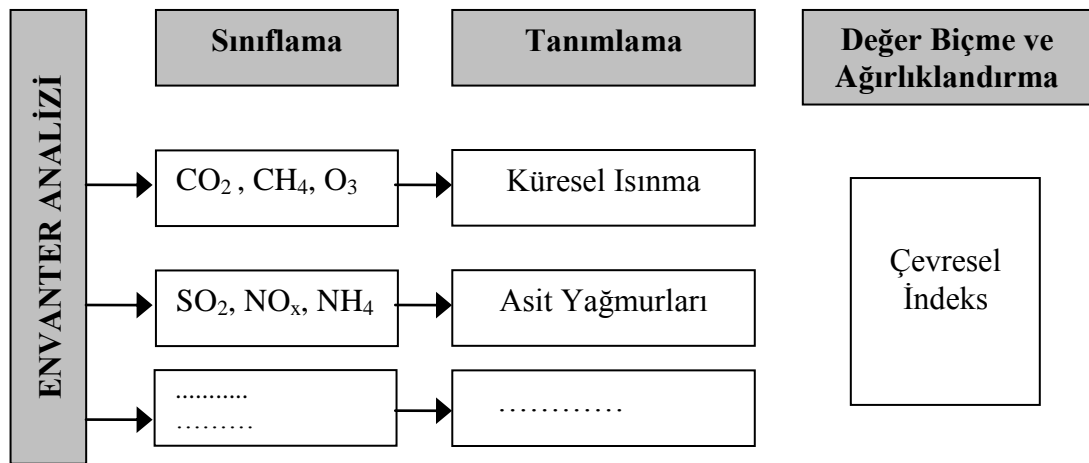 ENVANTER ANALİZİ
Sınıflama
Tanımlama
Değer Biçme ve
Ağırlıklandırma
CO₂ , CH₄, O₃
Küresel Isınma
SO₂, NOₓ, NH₄
Asit Yağmurları
Çevresel
İndeks
...........
.........
............